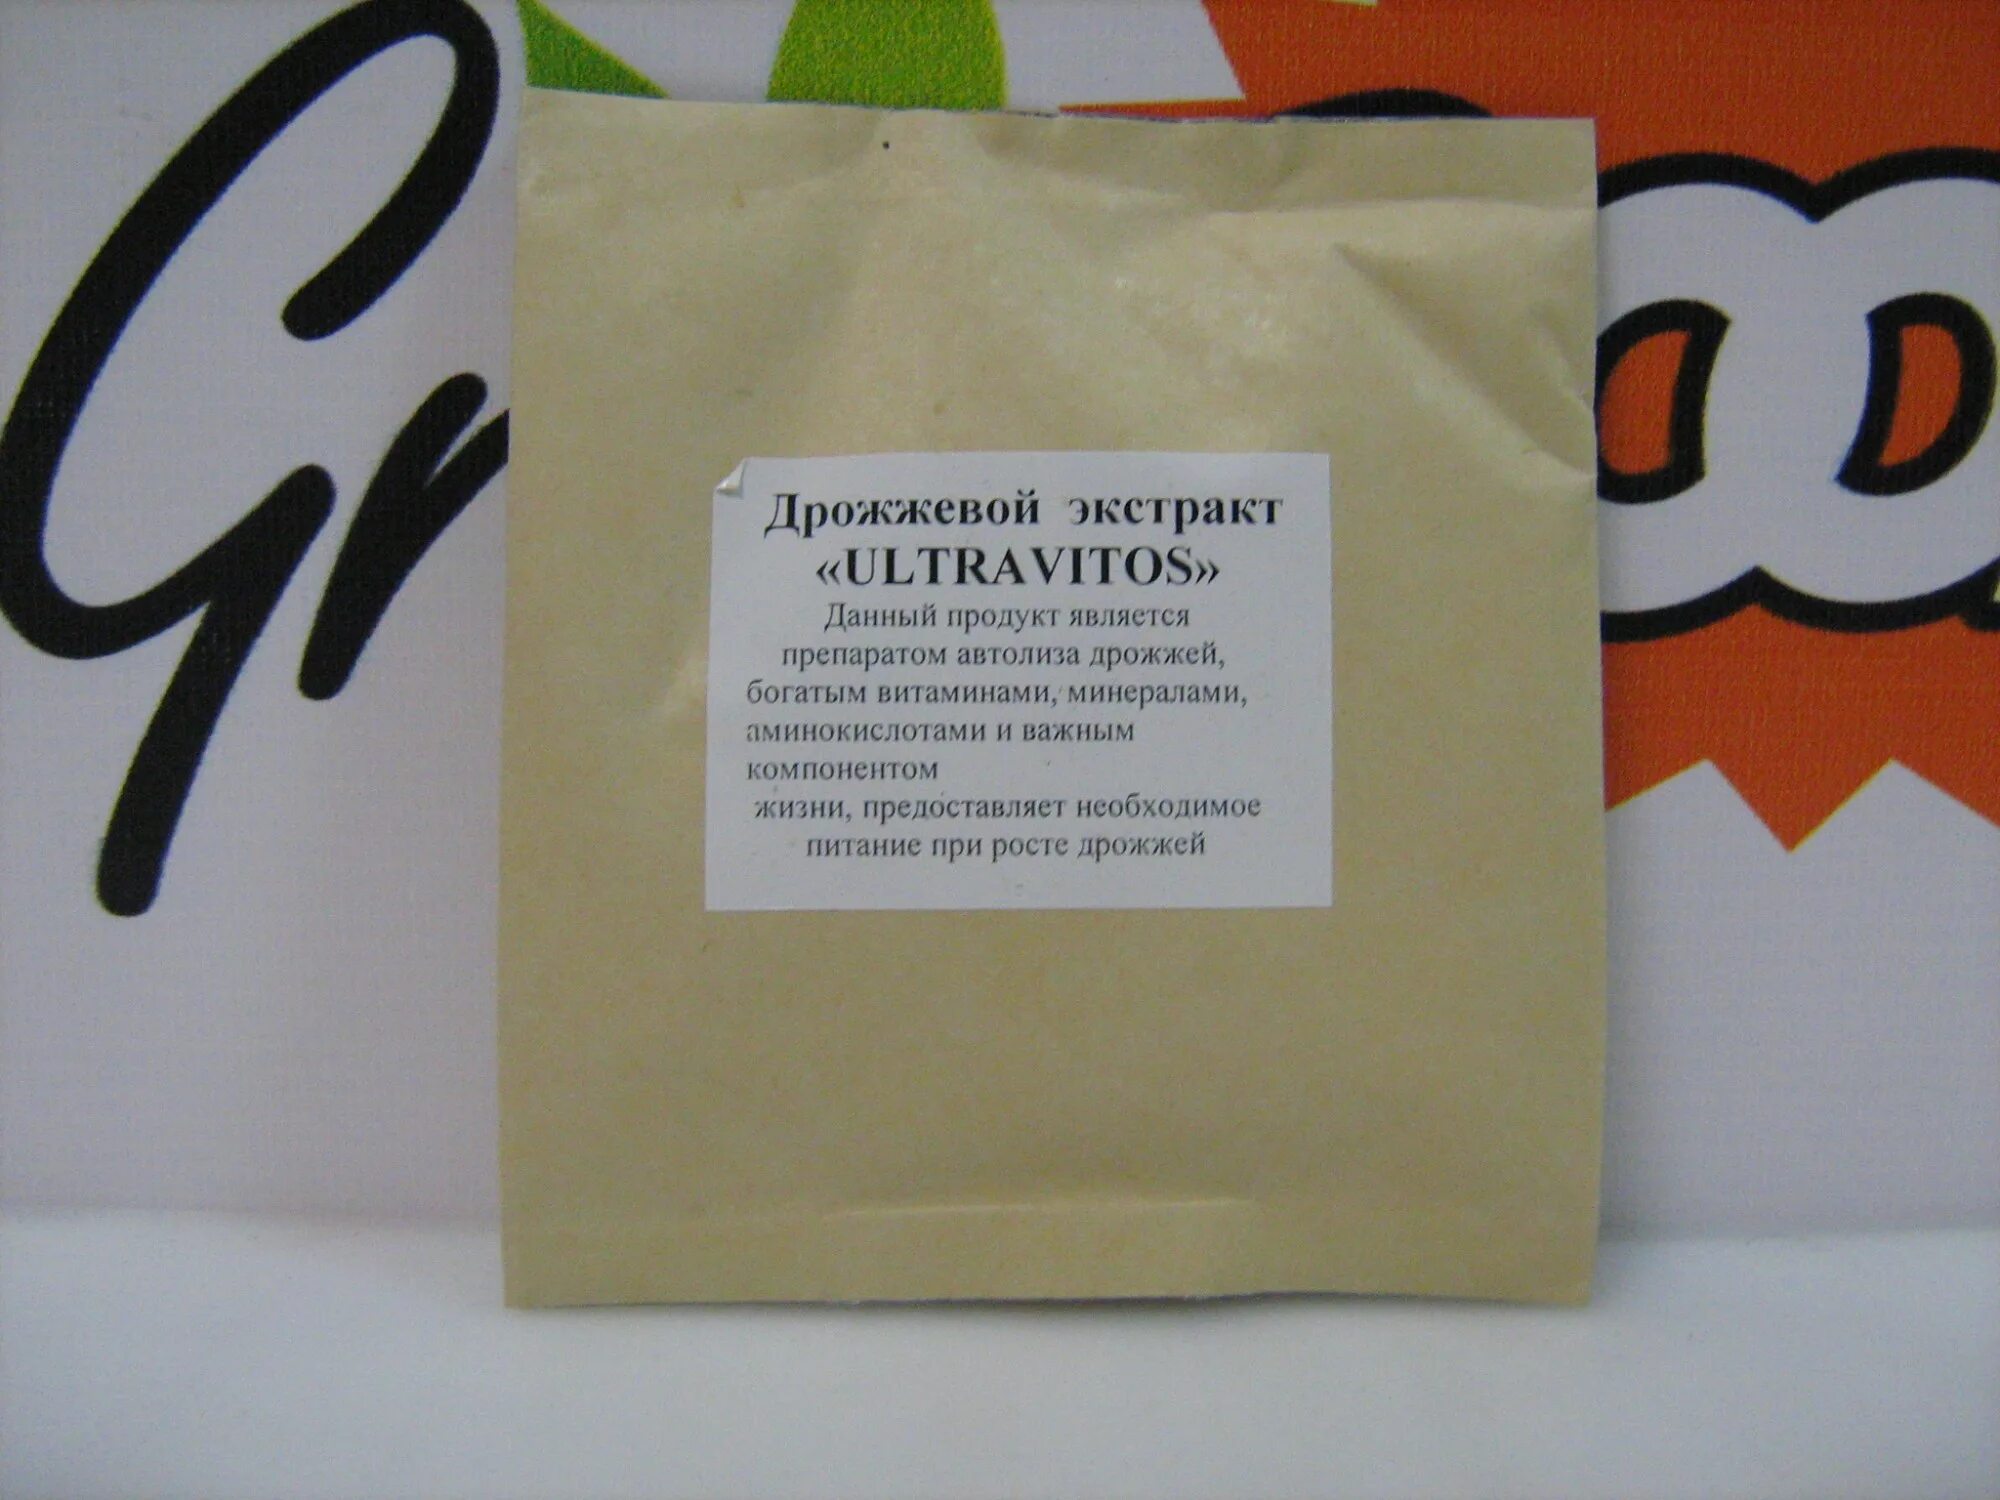 Gr
Дрожжевой экстракт
«ULTRAVITOS»
Данный продукт является
препаратом автолиза дрожжей,
богатым витаминами, минералами,
аминокислотами и важным
компонентом
жизни, предоставляет необходимое
питание при росте дрожжей